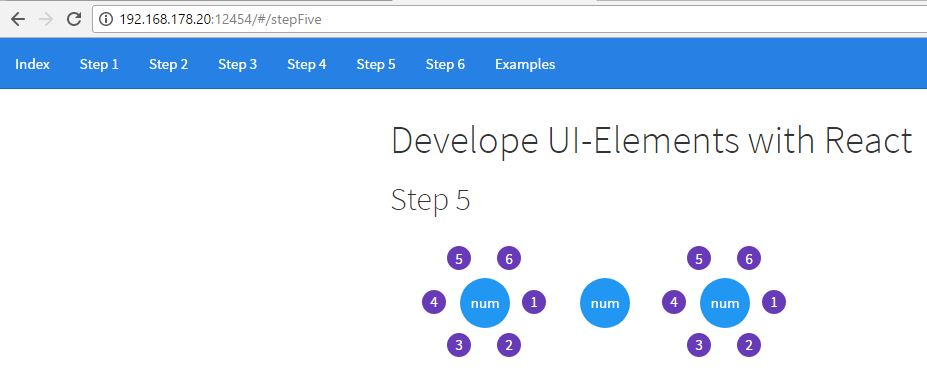 192.168.178.20:12454/#/stepFive
Index Step 1 Step 2 Step 3 Step 4 Step 5 Step 6 Examples
Develope UI-Elements with React
Step 5
5 6 5 6
4 num 1 num 4 num 1
3 2 3 2